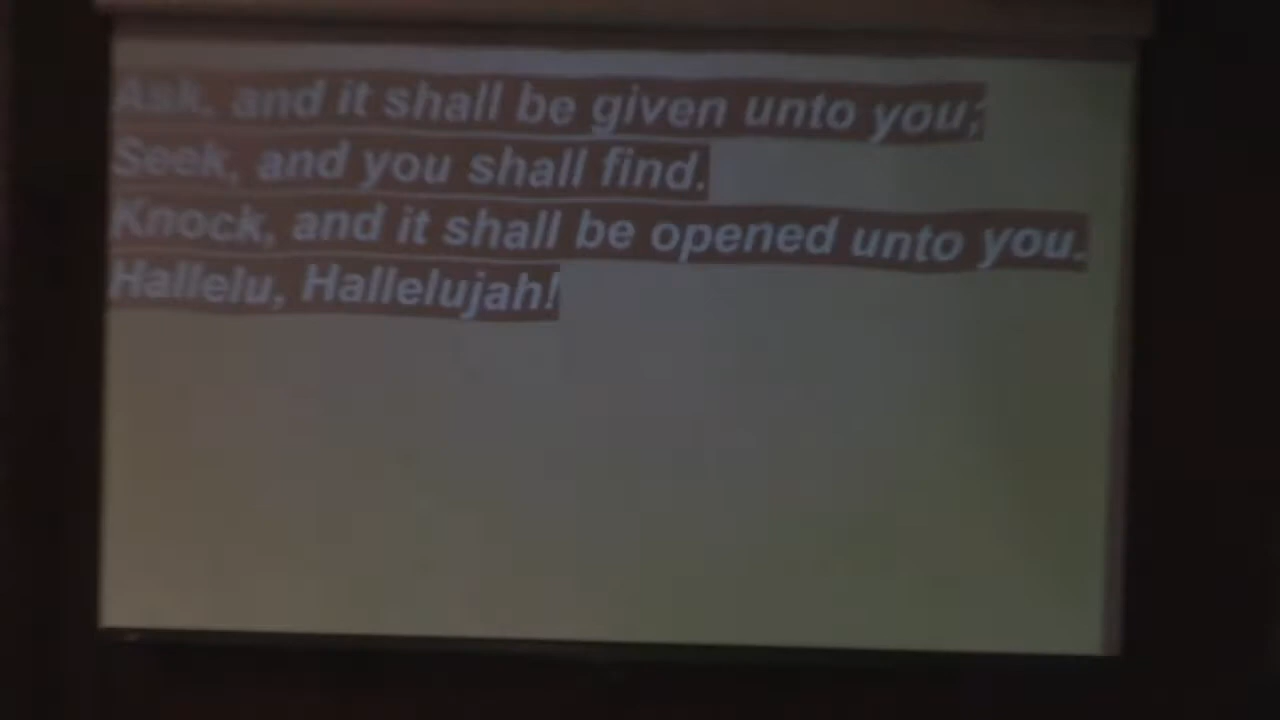 Ask, and it shall be given unto you;
Seek, and you shall find.
Knock, and it shall be opened unto you.
Hallelu, Hallelujah!